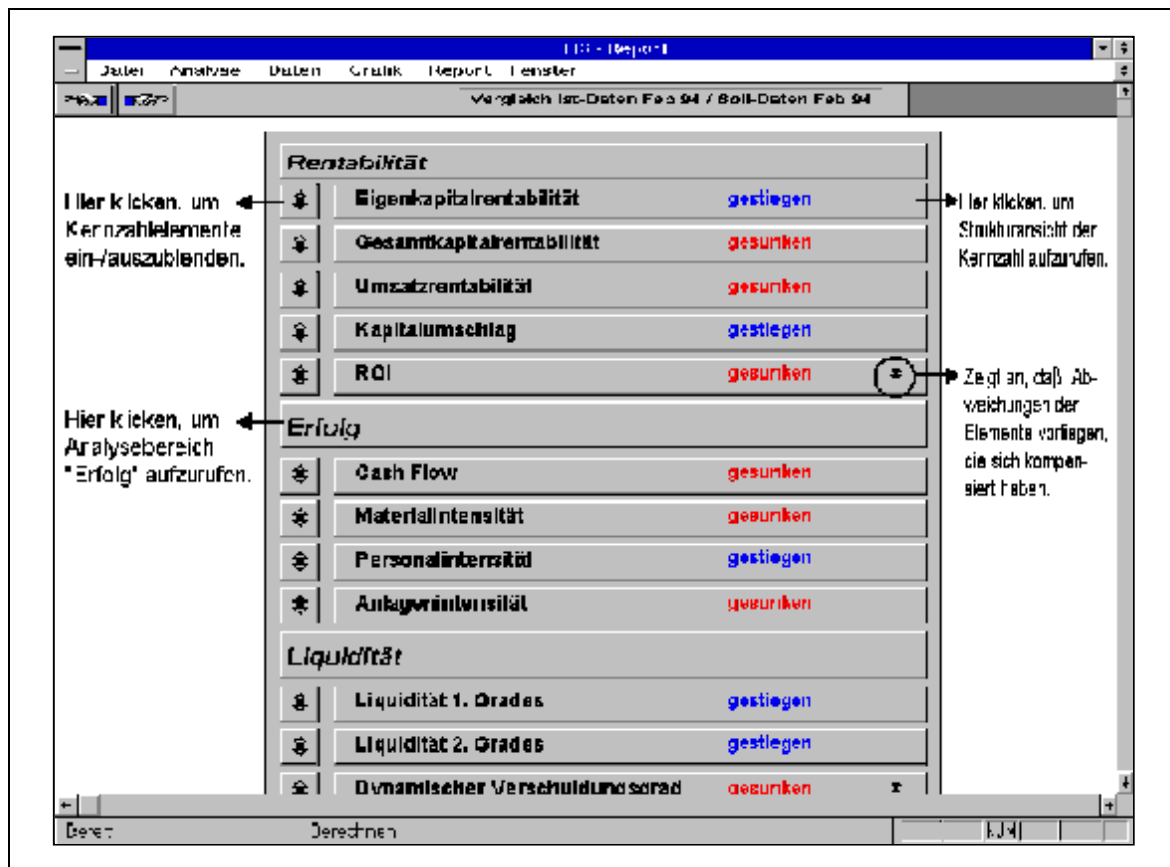 Report
Datei Analyse Daten Grafik Report Fenster
Vergleich Ist-Daten Feb 94 / Soll-Daten Feb 94
Rentabilität
Hier klicken, um
Kennzahlelemente
ein-/auszublenden.
Eigenkapitalrentabilität gestiegen
Gesamtkapitalrentabilität gesunken
Umsatzrentabilität gesunken
Kapitalumschlag gestiegen
ROI gesunken *
Hier klicken, um
Strukturansicht der
Kennzahl aufzurufen.
Zeigt an, daß Ab-
weichungen der
Elemente vorliegen,
die sich kompen-
siert haben.
Hier klicken, um
Analysebereich
"Erfolg" aufzurufen.
Erfolg
Cash Flow gesunken
Materialintensität gesunken
Personalintensität gestiegen
Anlagenintensität gesunken
Liquidität
Liquidität 1. Grades gestiegen
Liquidität 2. Grades gestiegen
Dynamischer Verschuldungsgrad gesunken *
Bereit Berechnen NUM